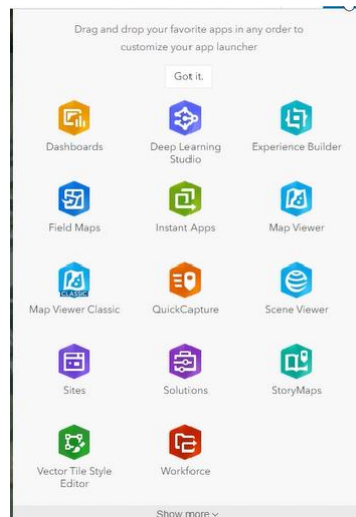 Drag and drop your favorite apps in any order to
customize your app launcher
Got it.
Dashboards
Deep Learning
Studio
Experience Builder
Field Maps
Instant Apps
Map Viewer
CLASSIC
Map Viewer Classic
QuickCapture
Scene Viewer
Sites
Solutions
StoryMaps
Vector Tile Style
Editor
Workforce
Show more